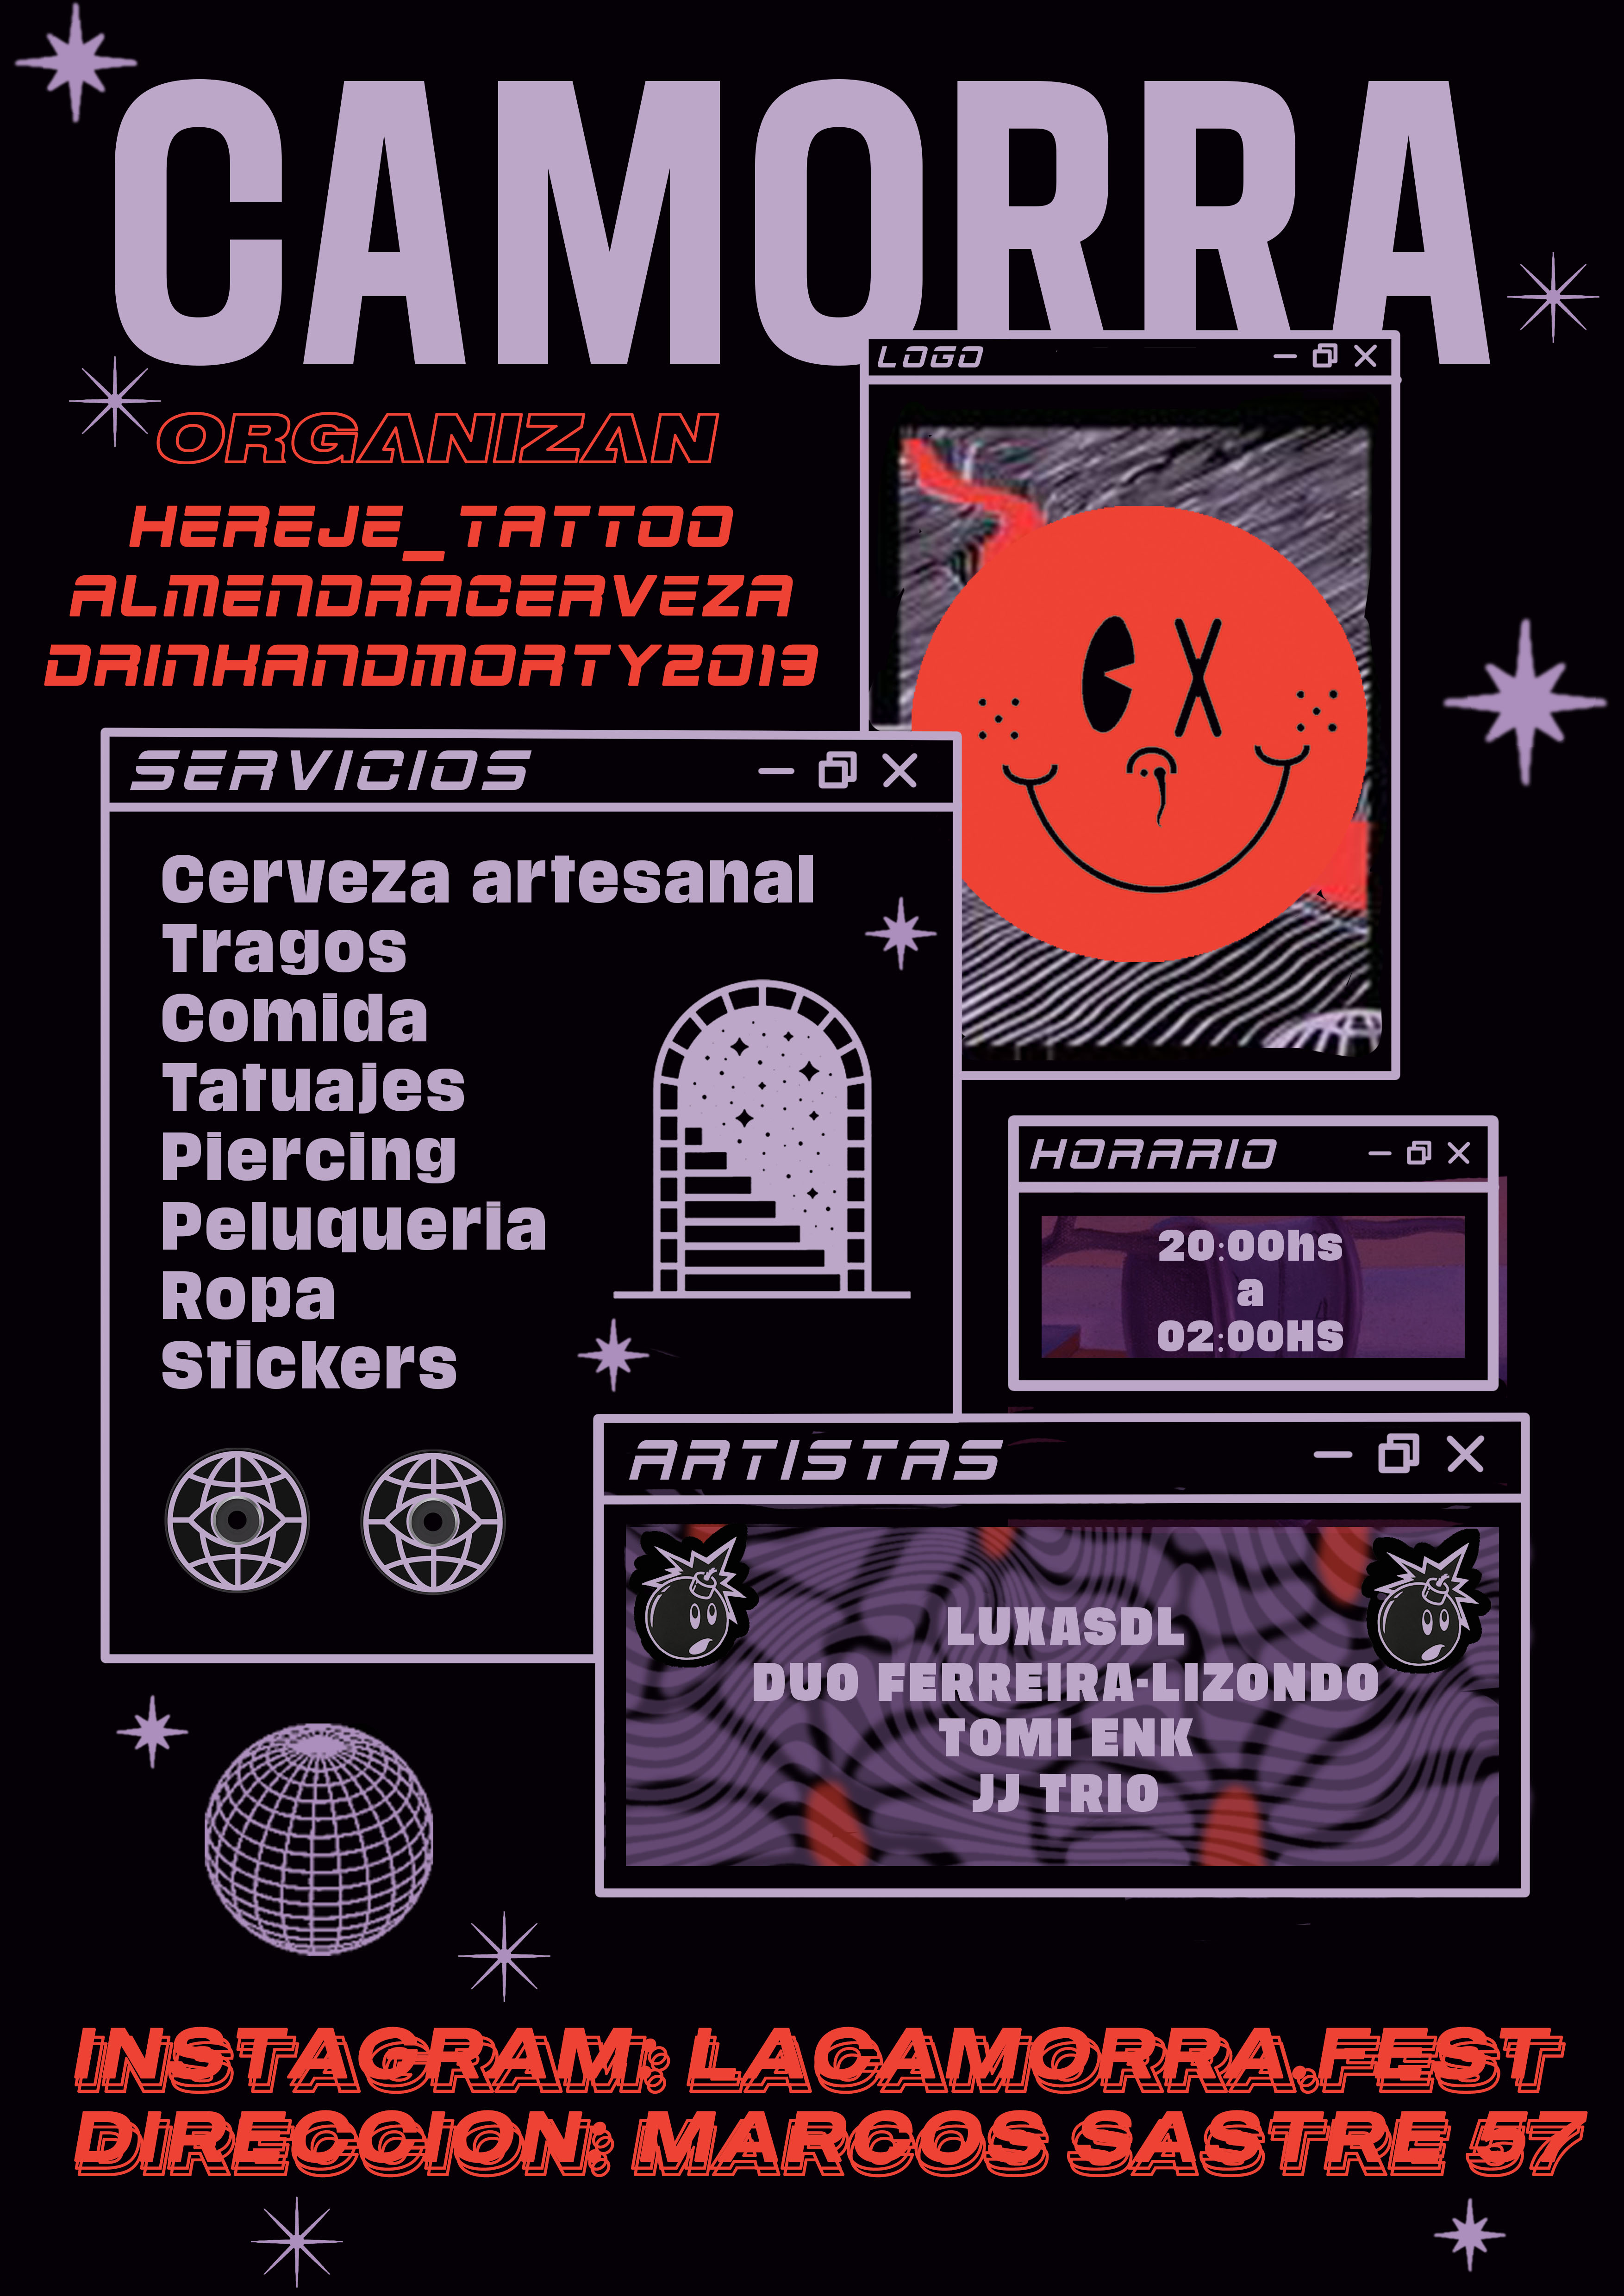 CAMORRA
ORGANIZAN
HEREJE_TATTOO
ALMENDRACERVEZA
DRINKANDMORTY2019
LOGO
SERVICIOS
Cerveza artesanal
Tragos
Comida
Tatuajes
Piercing
Peluqueria
Ropa
Stickers
HORARIO
20:00hs
a
02:00HS
ARTISTAS
LUXASDL
DUO FERREIRA-LIZONDO
TOMI ENK
JJ TRIO
INSTAGRAM: LACAMORRA.FEST
DIRECCION: MARCOS SASTRE 57